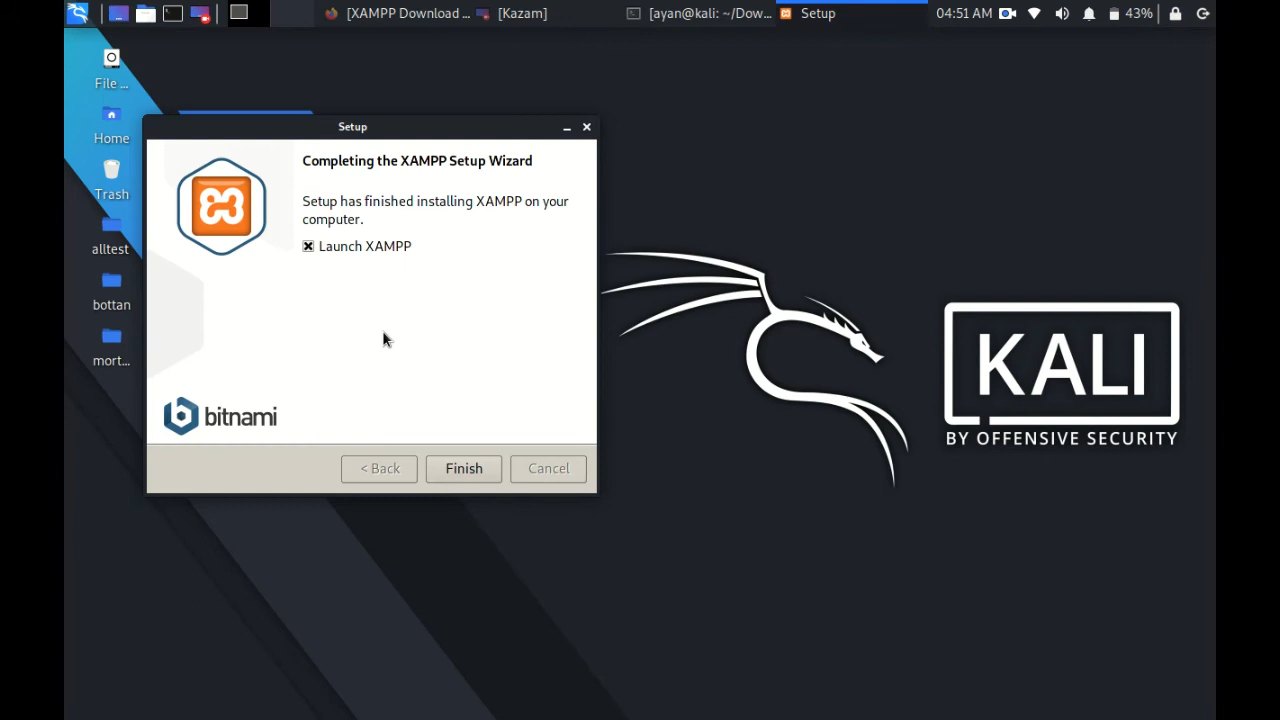 [XAMPP Download ...
[Kazam]
[ayan@kali: ~/Dow...
Setup
04:51 AM
43%
File ...
Home
Trash
alltest
bottan
mort...
Setup
Completing the XAMPP Setup Wizard
Setup has finished installing XAMPP on your
computer.
Launch XAMPP
bitnami
< Back
Finish
Cancel
KALI
BY OFFENSIVE SECURITY